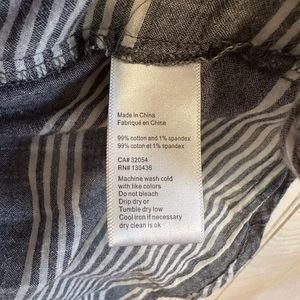 Made in China
Fabriqué en Chine
99% cotton and 1% spandex
99% coton et 1% spandex
CA# 32054
RN# 130436
Machine wash cold
with like colors
Do not bleach
Drip dry or
Tumble dry low
Cool iron if necessary
dry clean is ok